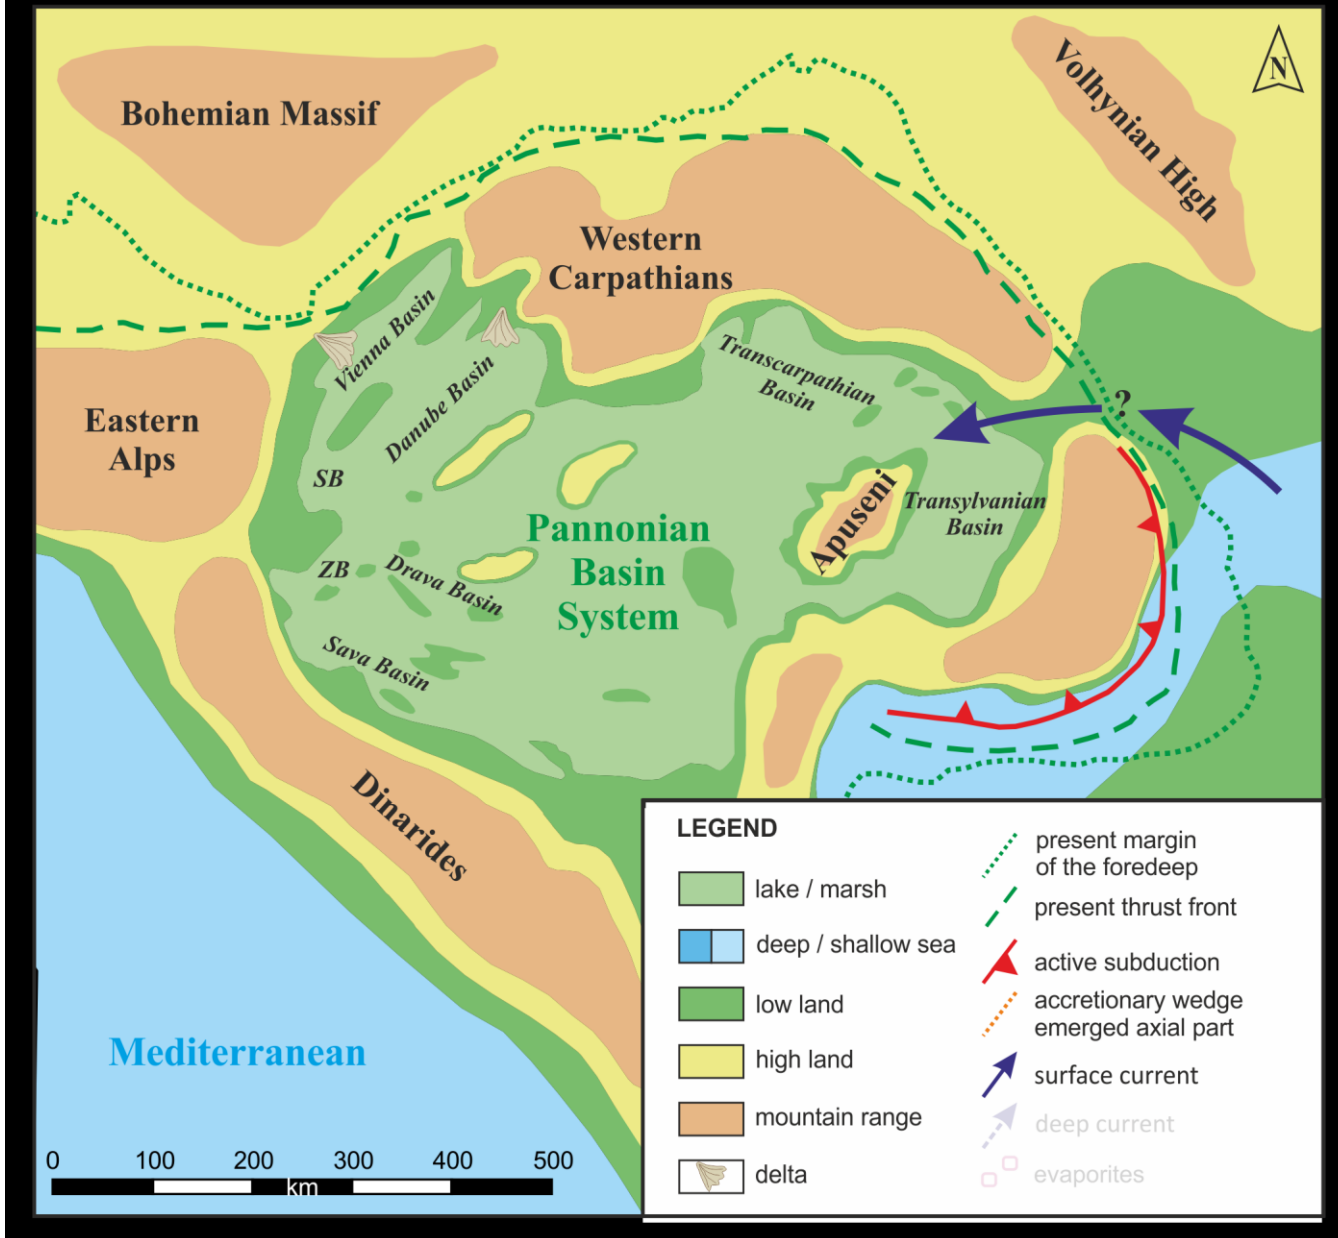 Bohemian Massif
Volhynian High
N
Western
Carpathians
Vienna Basin
Danube Basin
Transcarpathian
Basin
?
Eastern
Alps
SB
Apuseni
Transylvanian
Basin
Pannonian
Basin
System
ZB
Drava Basin
Sava Basin
Dinarides
Mediterranean
0 100 200 300 400 500
km
LEGEND
lake / marsh
deep / shallow sea
low land
high land
mountain range
delta
present margin
of the foredeep
present thrust front
active subduction
accretionary wedge
emerged axial part
surface current
deep current
evaporites